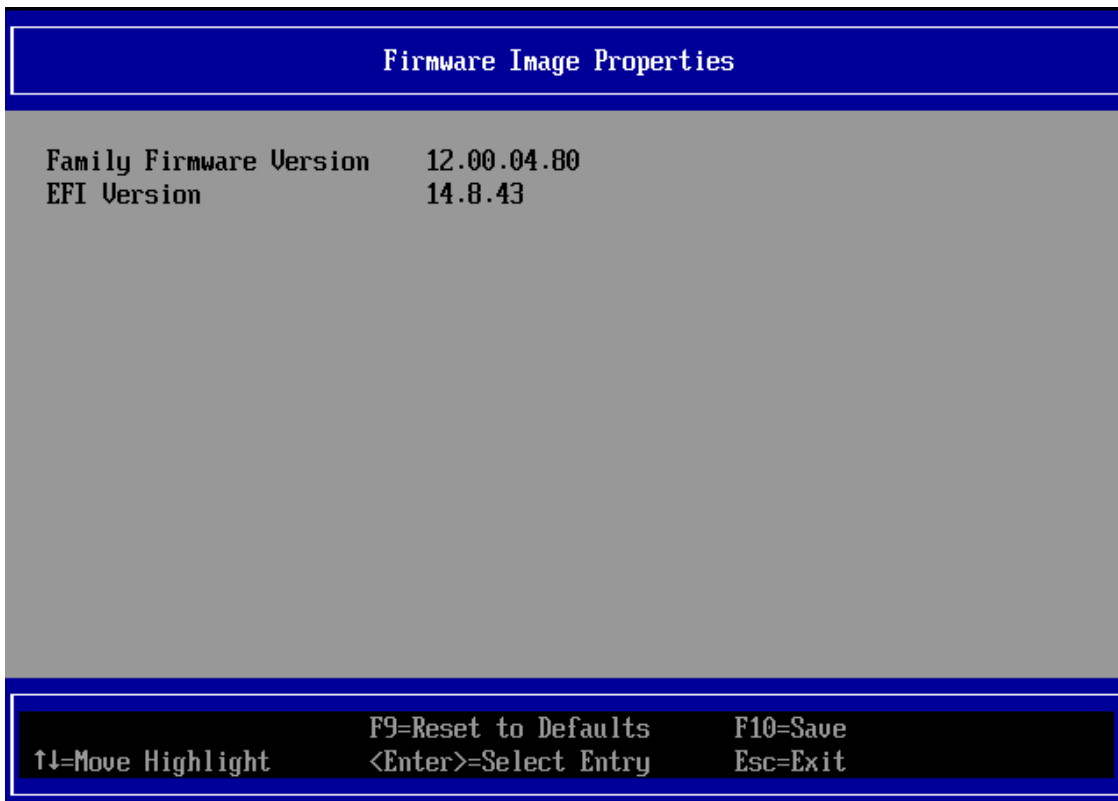 Firmware Image Properties
Family Firmware Version 12.00.04.80
EFI Version 14.8.43
F9=Reset to Defaults F10=Save
↑↓=Move Highlight <Enter>=Select Entry Esc=Exit